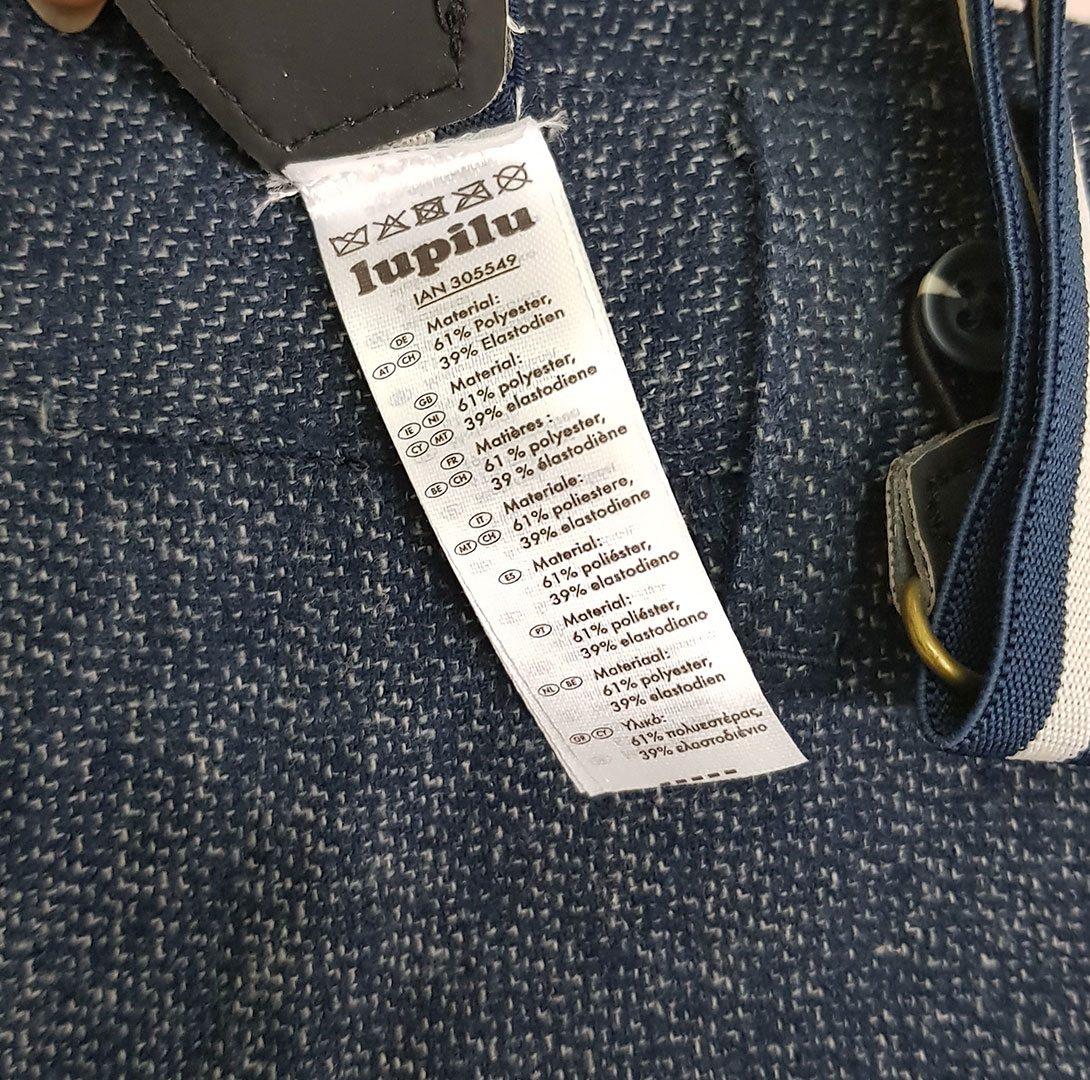 lupilu
IAN 305549
DE Material:
AT CH 61% Polyester,
39% Elastodien
GB Material:
IE NI 61% polyester,
CY MT 39% elastodiene
FR Matières :
BE CH 61 % polyester,
39 % élastodiène
IT Materiale:
MT CH 61% poliestere,
39% elastodiene
ES Material:
61% poliéster,
39% elastodieno
PT Material:
61% poliéster,
39% elastodiano
NL BE Materiaal:
61% polyester,
39% elastodien
GR CY Υλικό:
61% πολυεστέρας,
39% ελαστοδιένιο